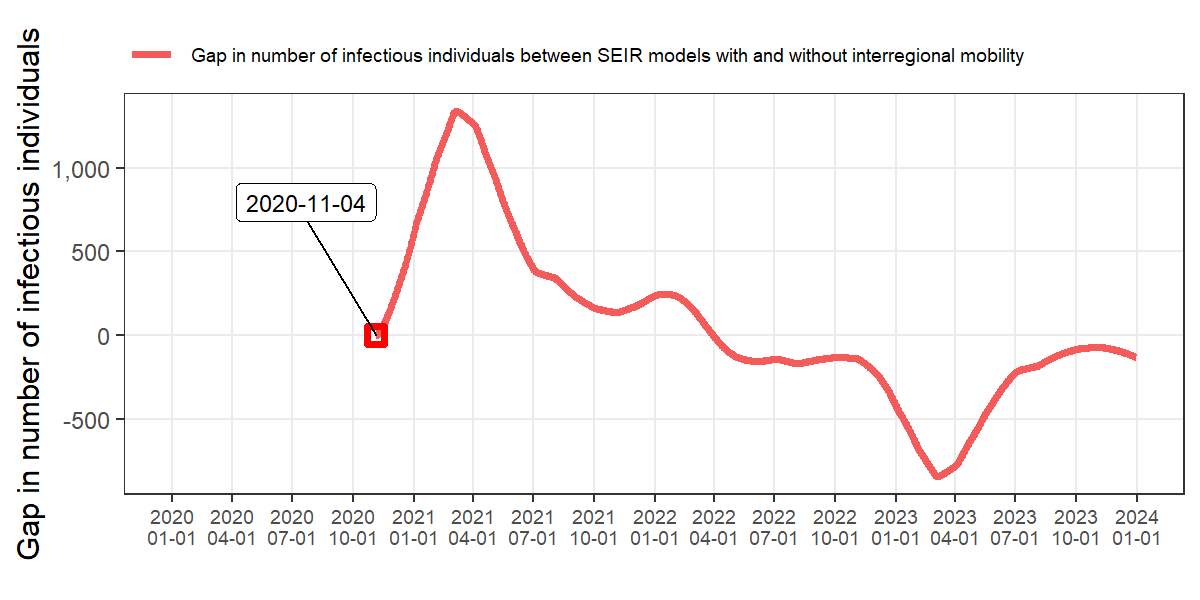 Gap in number of infectious individuals between SEIR models with and without interregional mobility
Gap in number of infectious individuals
1,000
500
0
-500
2020-11-04
2020 2020 2020 2020 2021 2021 2021 2021 2022 2022 2022 2022 2023 2023 2023 2023 2024
01-01 04-01 07-01 10-01 01-01 04-01 07-01 10-01 01-01 04-01 07-01 10-01 01-01 04-01 07-01 10-01 01-01